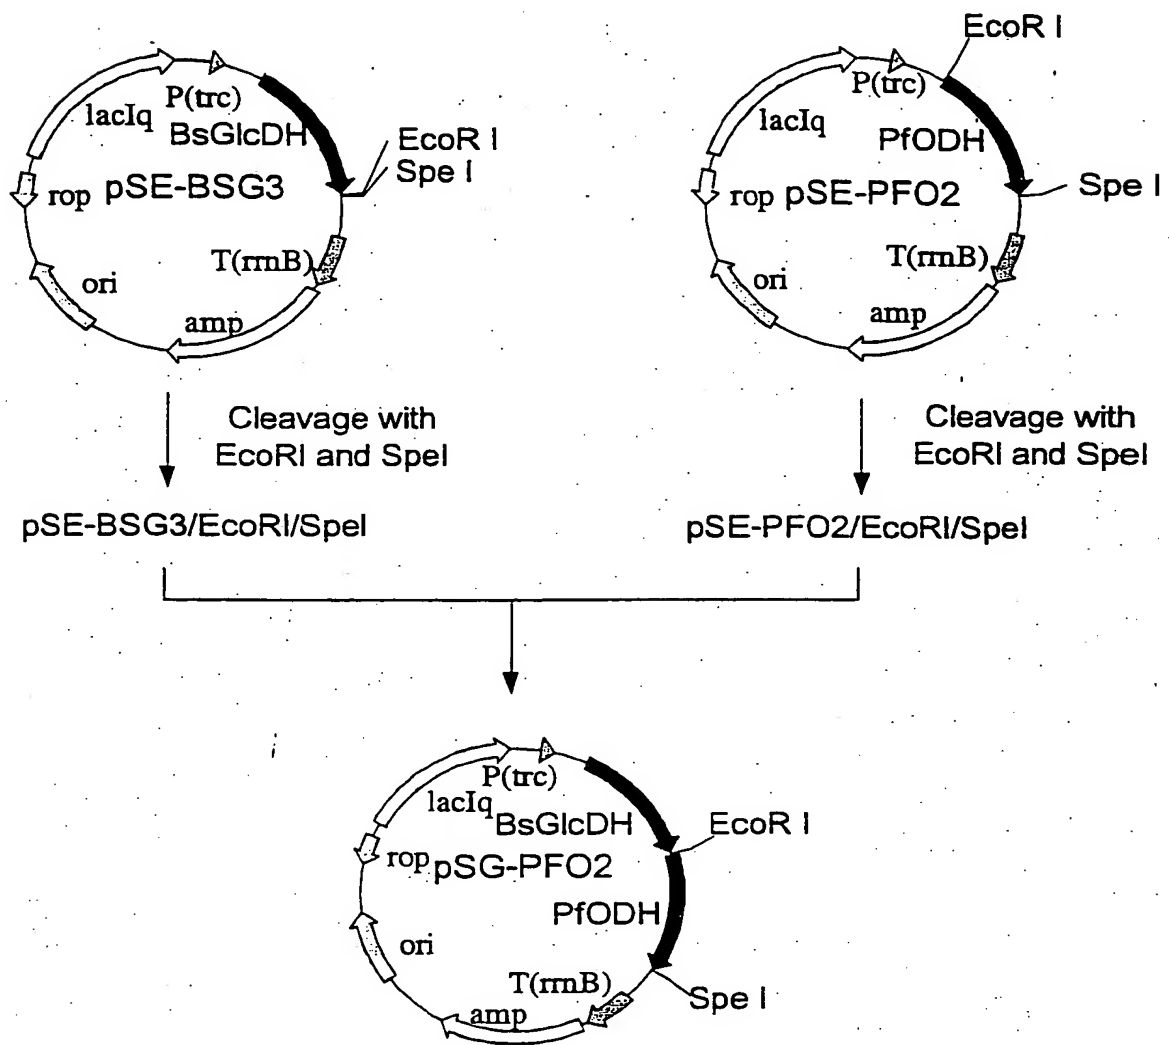 P(trc)
lacIq
BsGlcDH
EcoR I
Spe I
rop
pSE-BSG3
T(rrnB)
ori
amp
EcoR I
P(trc)
lacIq
PfODH
Spe I
rop
pSE-PFO2
T(rrnB)
ori
amp
Cleavage with
EcoRI and SpeI
Cleavage with
EcoRI and SpeI
pSE-BSG3/EcoRI/SpeI
pSE-PFO2/EcoRI/SpeI
P(trc)
lacIq
BsGlcDH
EcoR I
rop
pSG-PFO2
PfODH
ori
T(rrnB)
Spe I
amp